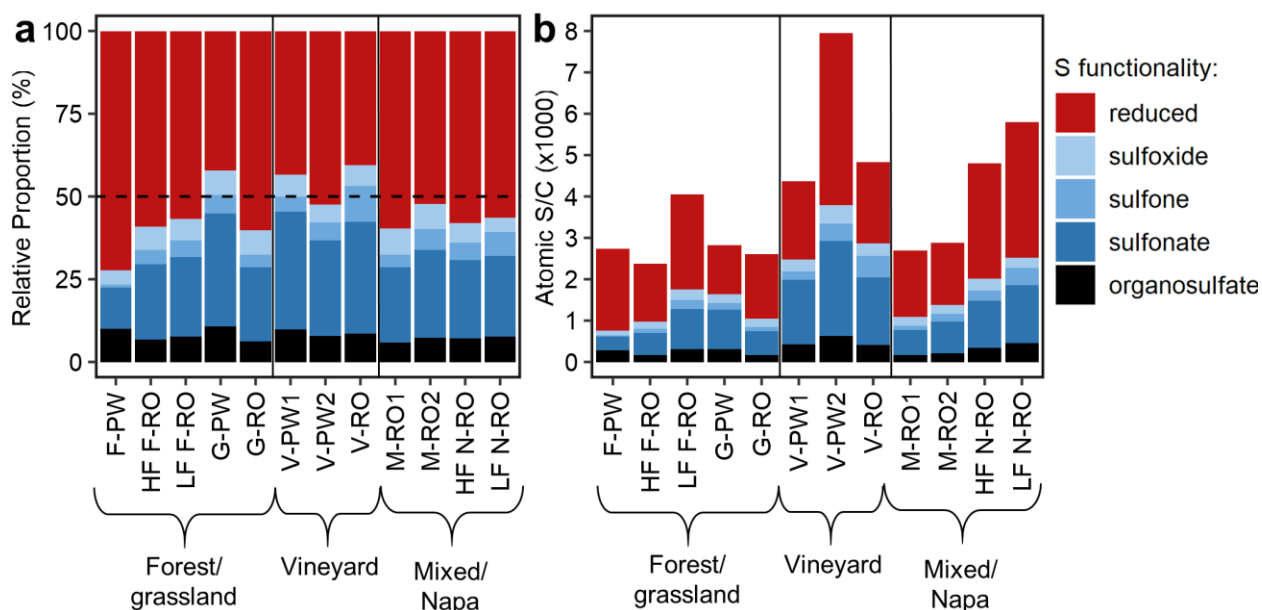 a
100
75
50
25
0
Relative Proportion (%)
F-PW
HF F-RO
LF F-RO
G-PW
G-RO
V-PW1
V-PW2
V-RO
M-RO1
M-RO2
HF N-RO
LF N-RO
Forest/
grassland
Vineyard
Mixed/
Napa
b
8
7
6
5
4
3
2
1
0
Atomic S/C (x1000)
F-PW
HF F-RO
LF F-RO
G-PW
G-RO
V-PW1
V-PW2
V-RO
M-RO1
M-RO2
HF N-RO
LF N-RO
Forest/
grassland
Vineyard
Mixed/
Napa
S functionality:
reduced
sulfoxide
sulfone
sulfonate
organosulfate